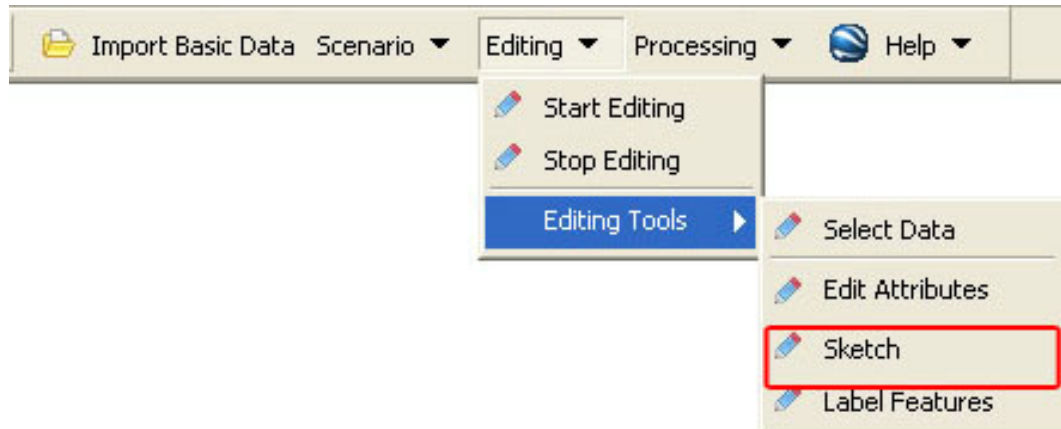 Import Basic Data Scenario Editing Processing Help
Start Editing
Stop Editing
Editing Tools
Select Data
Edit Attributes
Sketch
Label Features